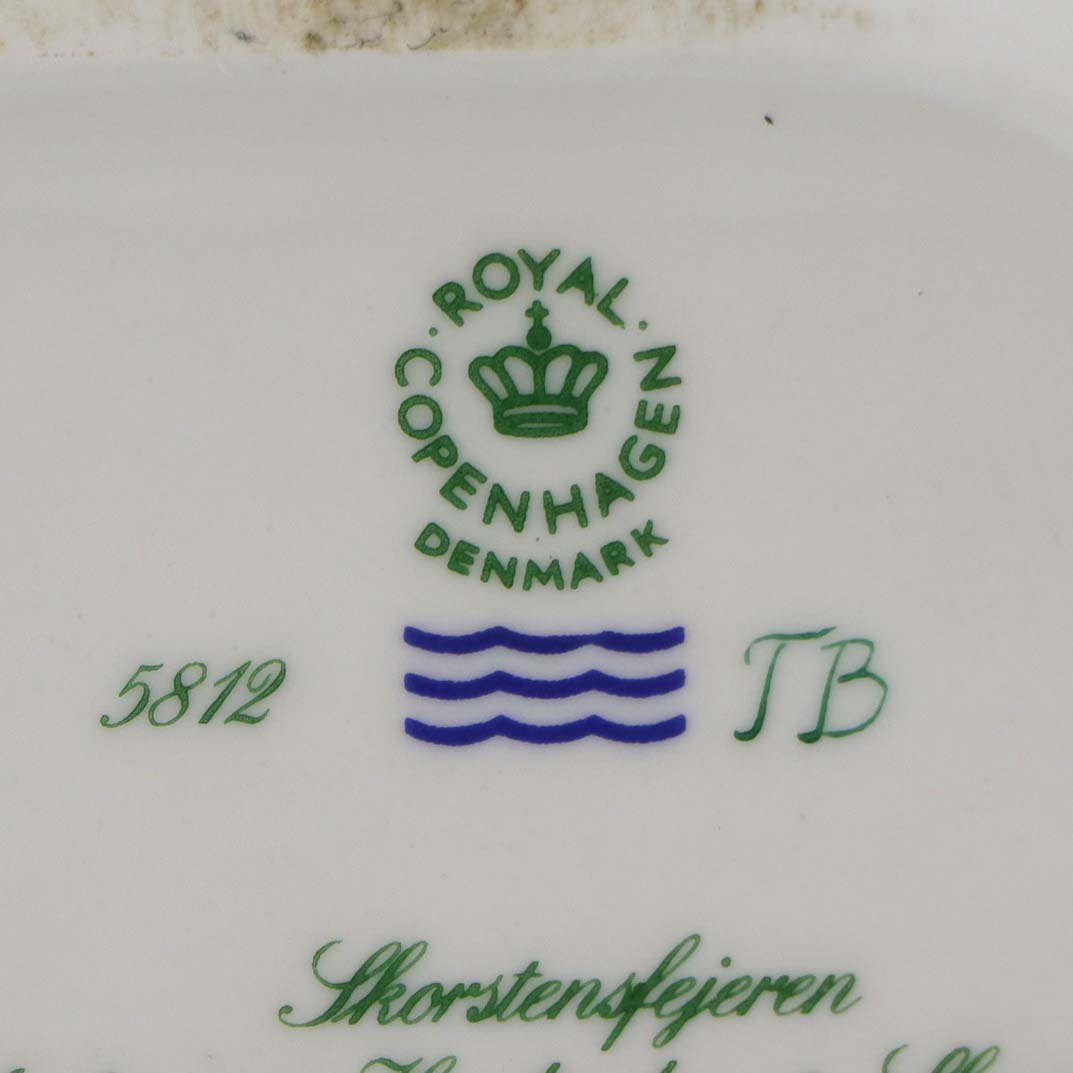 ROYAL
COPENHAGEN
DENMARK
5812
TB
Skorstensfejeren